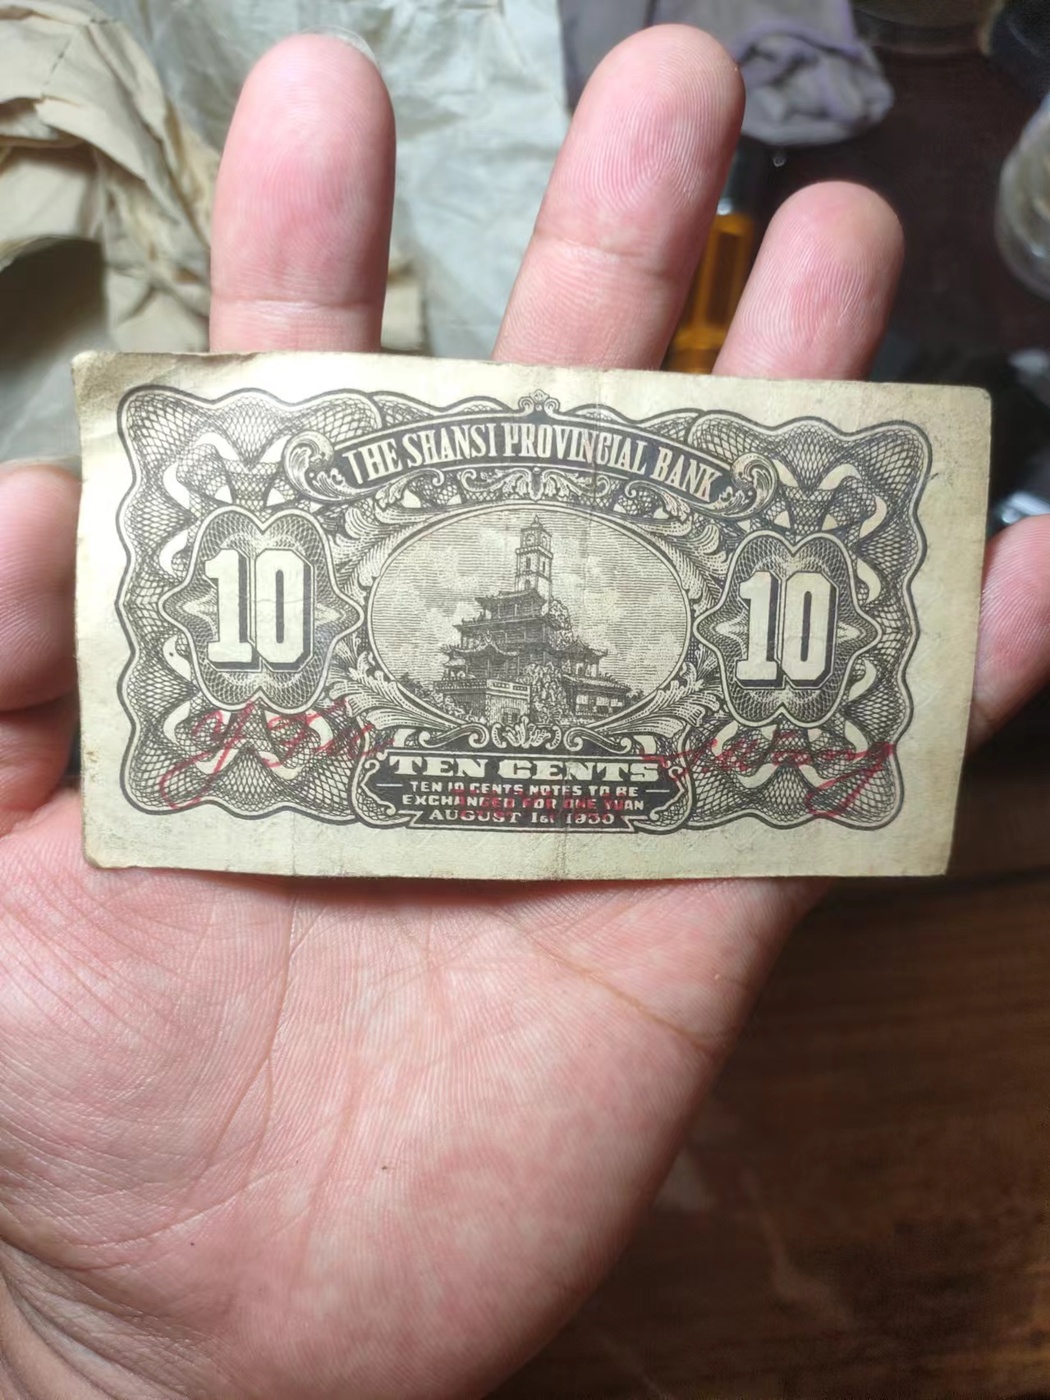 THE SHANSI PROVINCIAL BANK
10 10
TEN CENTS
TEN 10 CENTS NOTES TO BE
EXCHANGED FOR ONE YUAN
AUGUST 1st 1930